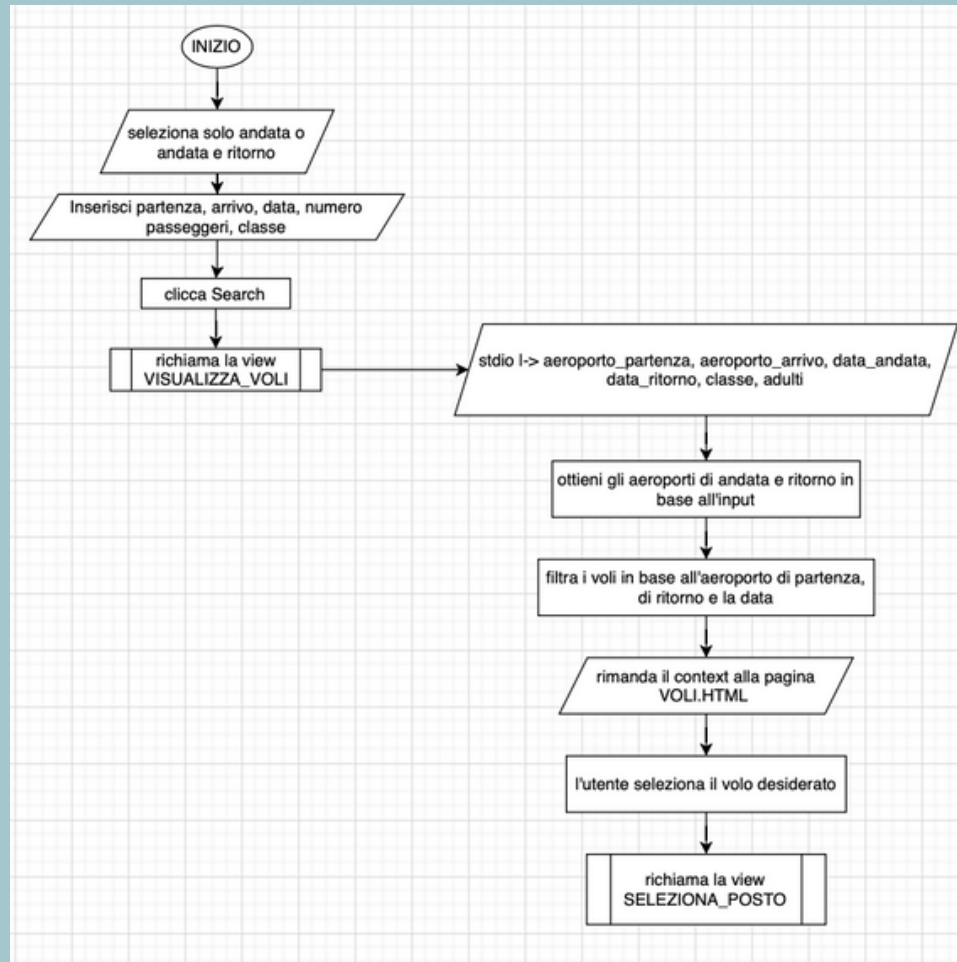 INIZIO
seleziona solo andata o
andata e ritorno
Inserisci partenza, arrivo, data, numero
passeggeri, classe
clicca Search
richiama la view
VISUALIZZA_VOLI
stdio I-> aeroporto_partenza, aeroporto_arrivo, data_andata,
data_ritorno, classe, adulti
ottieni gli aeroporti di andata e ritorno in
base all'input
filtra i voli in base all'aeroporto di partenza,
di ritorno e la data
rimanda il context alla pagina
VOLI.HTML
l'utente seleziona il volo desiderato
richiama la view
SELEZIONA_POSTO